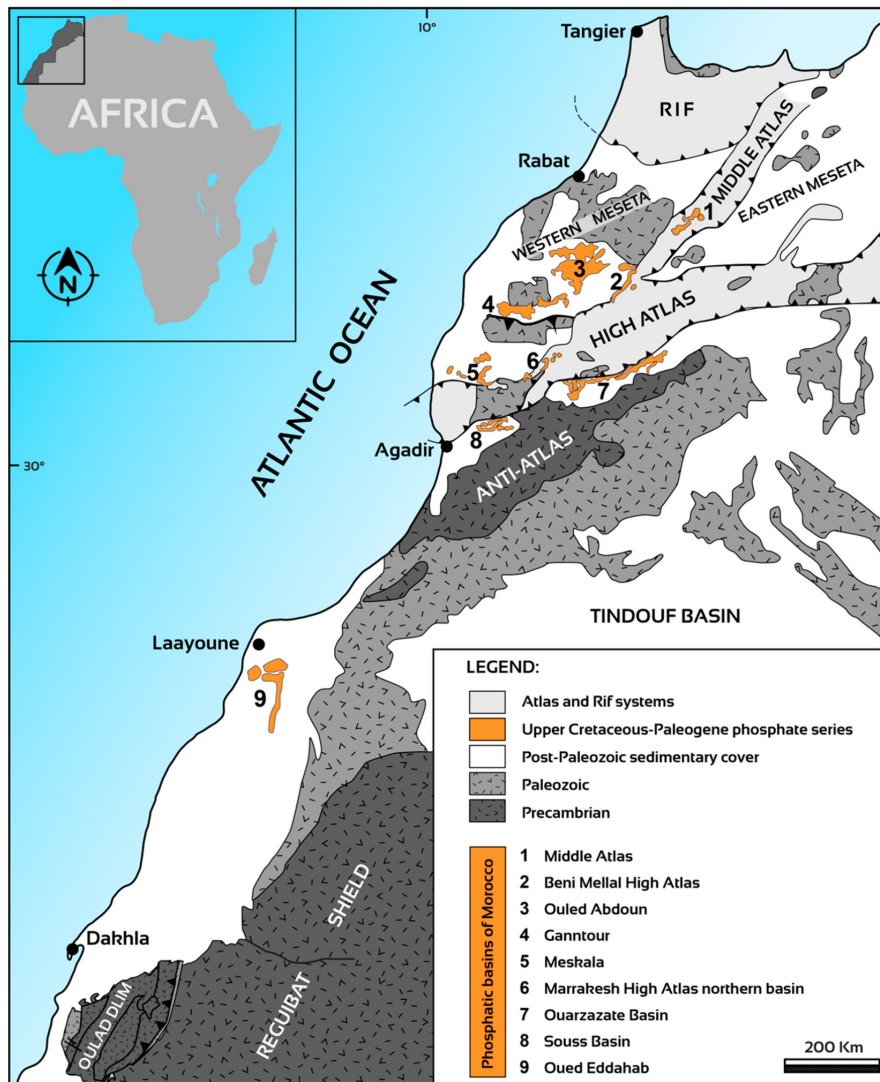 10°
Tangier
AFRICA
RIF
MIDDLE ATLAS
Rabat
EASTERN MESETA
WESTERN MESETA
1
3
2
N
4
HIGH ATLAS
ATLANTIC OCEAN
6
5
7
8
Agadir
ANTI-ATLAS
30°
TINDOUF BASIN
Laayoune
9
SHIELD
Dakhla
REGUIBAT
OULAD DLIM
LEGEND:
Atlas and Rif systems
Upper Cretaceous-Paleogene phosphate series
Post-Paleozoic sedimentary cover
Paleozoic
Precambrian
Phosphatic basins of Morocco
1 Middle Atlas
2 Beni Mellal High Atlas
3 Ouled Abdoun
4 Ganntour
5 Meskala
6 Marrakesh High Atlas northern basin
7 Ouarzazate Basin
8 Souss Basin
9 Oued Eddahab
200 Km